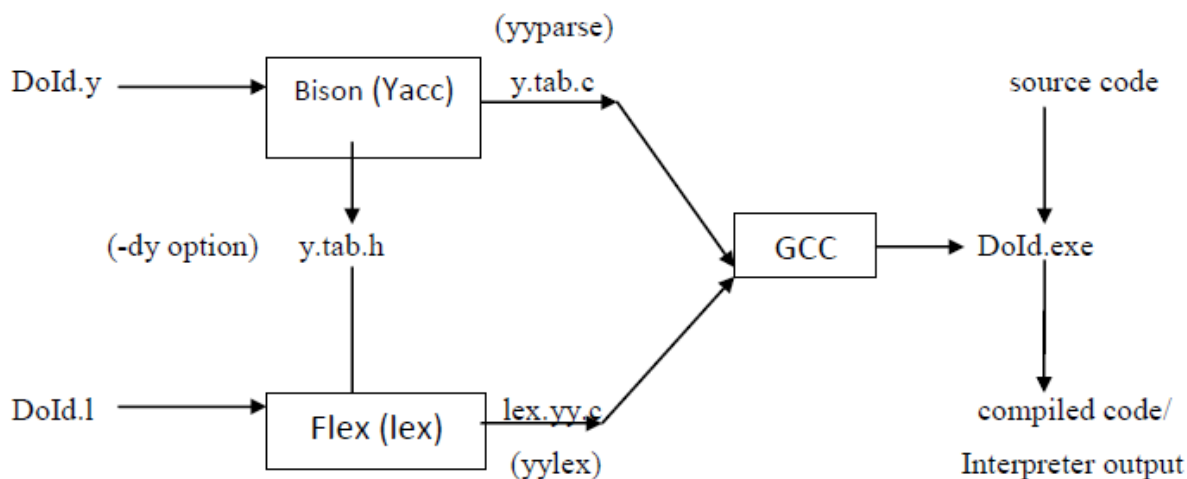 (yyparse)
DoId.y
Bison (Yacc)
y.tab.c
source code
(-dy option)
y.tab.h
GCC
DoId.exe
DoId.l
Flex (lex)
lex.yy.c
(yylex)
compiled code/
Interpreter output